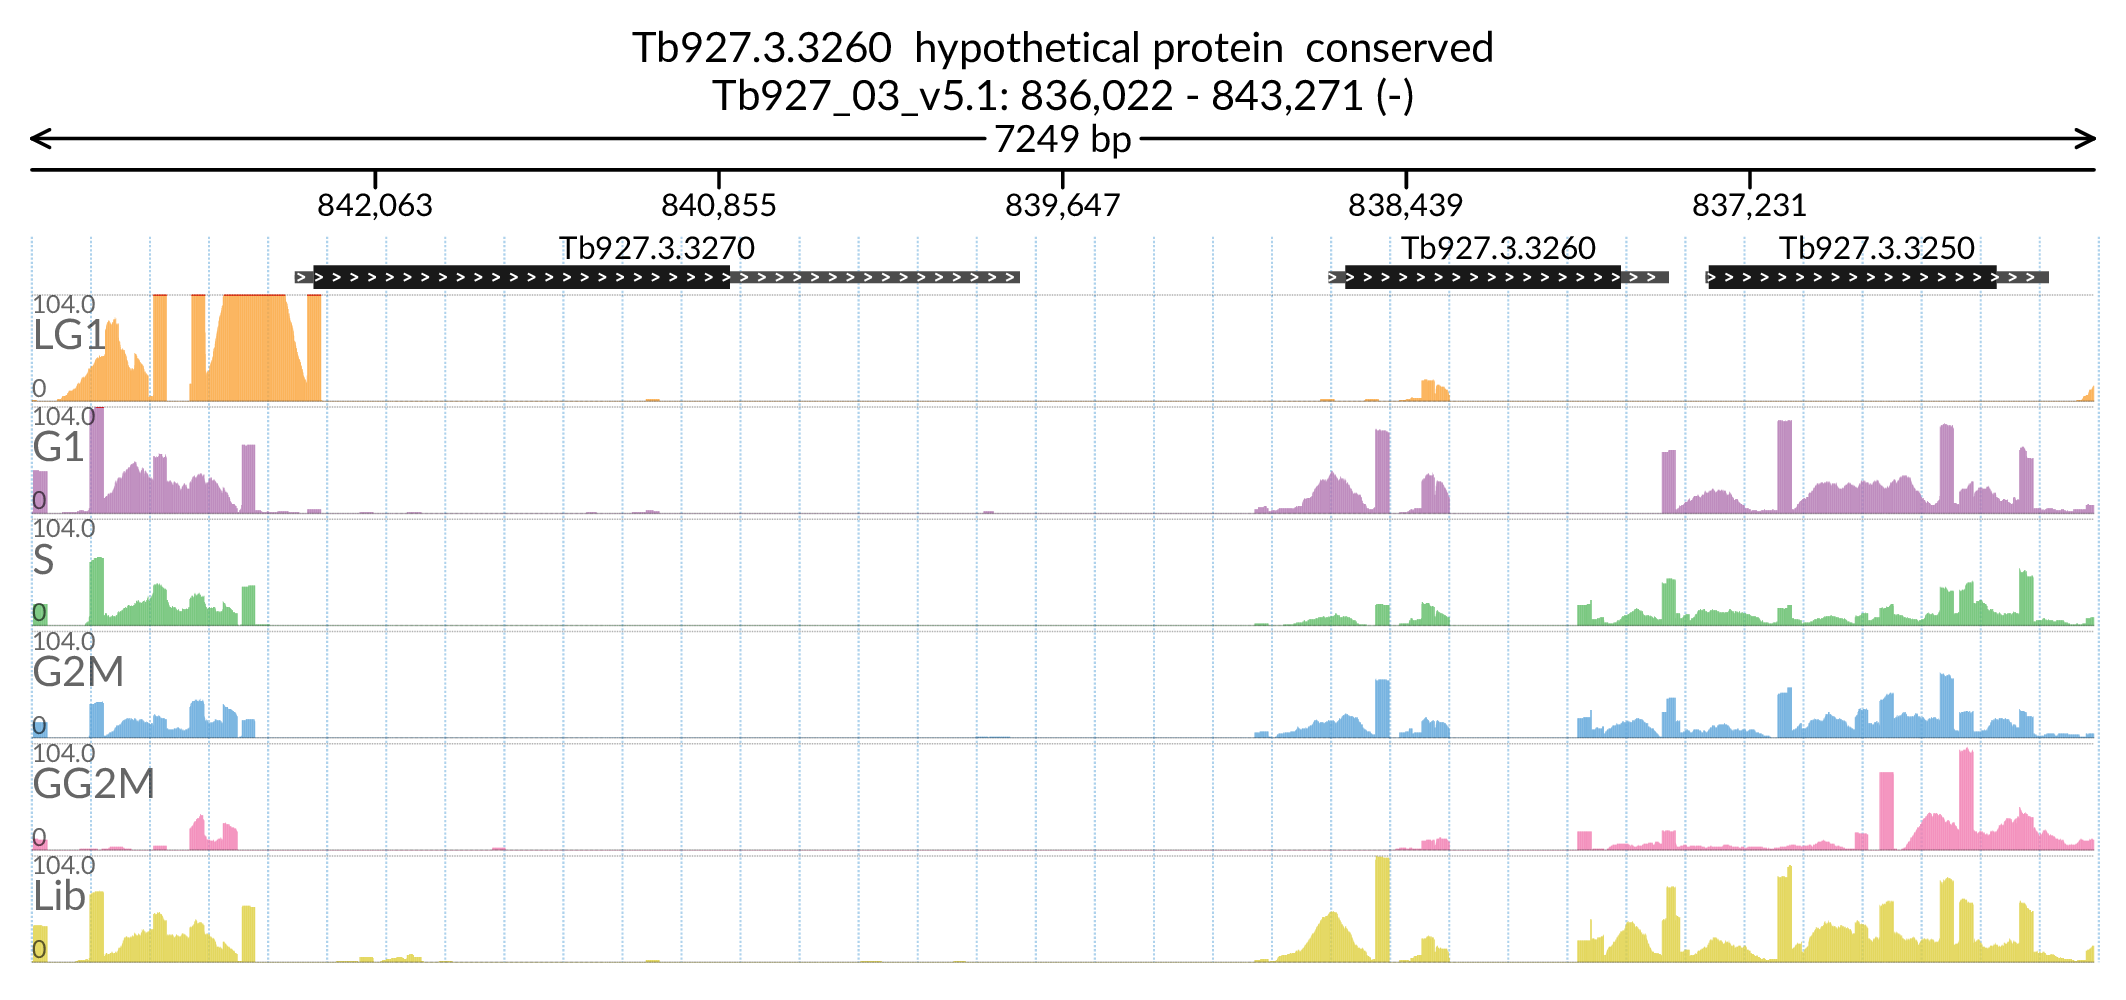 Tb927.3.3260 hypothetical protein conserved
Tb927_03_v5.1: 836,022 - 843,271 (-)
7249 bp
842,063 840,855 839,647 838,439 837,231
Tb927.3.3270 Tb927.3.3260 Tb927.3.3250
104.0
LG1
0
104.0
G1
0
104.0
S
0
104.0
G2M
0
104.0
GG2M
0
104.0
Lib
0